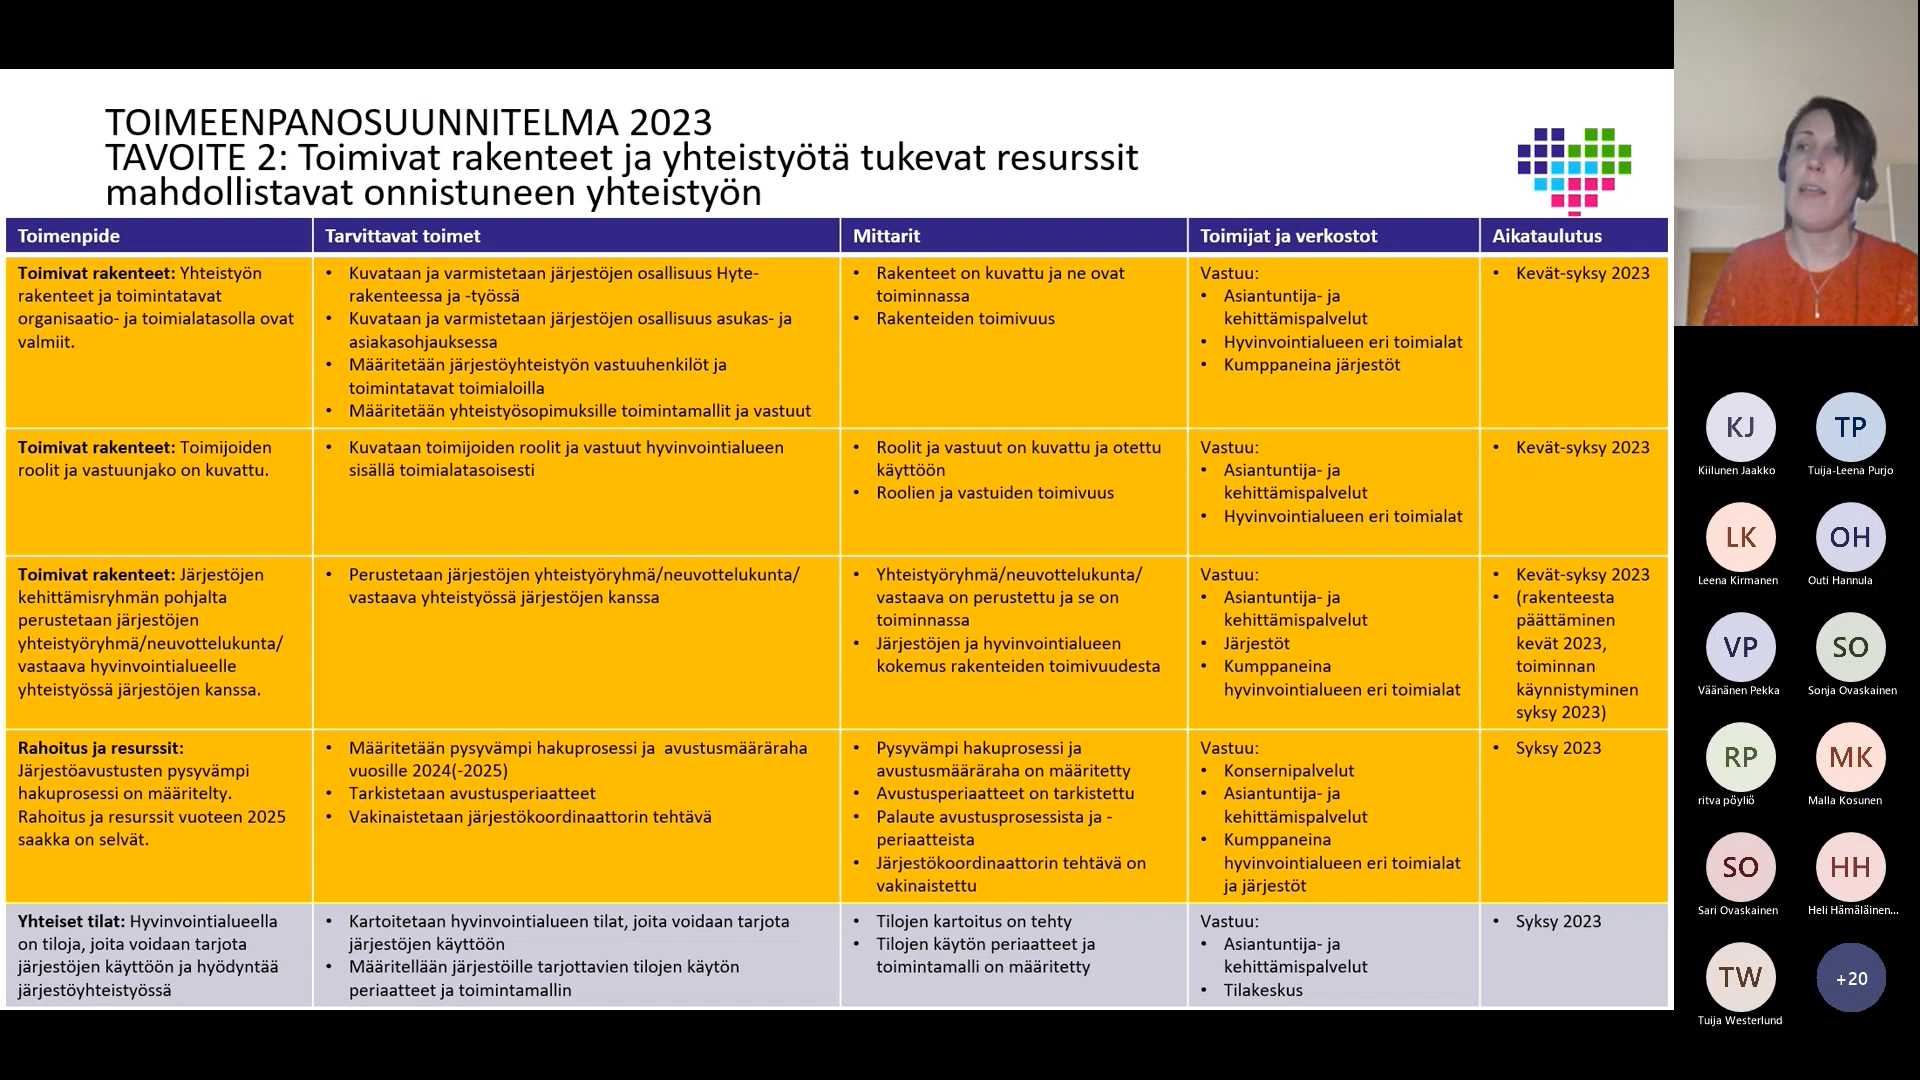 TOIMEENPANOSUUNNITELMA 2023
TAVOITE 2: Toimivat rakenteet ja yhteistyötä tukevat resurssit
mahdollistavat onnistuneen yhteistyön
Toimenpide
Tarvittavat toimet
Mittarit
Toimijat ja verkostot
Aikataulutus
Toimivat rakenteet: Yhteistyön
rakenteet ja toimintatavat
organisaatio- ja toimialatasolla ovat
valmiit.
• Kuvataan ja varmistetaan järjestöjen osallisuus Hyte-
rakenteessa ja -työssä
• Kuvataan ja varmistetaan järjestöjen osallisuus asukas- ja
asiakasohjauksessa
• Määritetään järjestöyhteistyön vastuuhenkilöt ja
toimintatavat toimialoilla
• Määritetään yhteistyösopimuksille toimintamallit ja vastuut
• Rakenteet on kuvattu ja ne ovat
toiminnassa
• Rakenteiden toimivuus
Vastuu:
• Asiantuntija- ja
kehittämispalvelut
• Hyvinvointialueen eri toimialat
• Kumppaneina järjestöt
• Kevät-syksy 2023
Toimivat rakenteet: Toimijoiden
roolit ja vastuunjako on kuvattu.
• Kuvataan toimijoiden roolit ja vastuut hyvinvointialueen
sisällä toimialatasoisesti
• Roolit ja vastuut on kuvattu ja otettu
käyttöön
• Roolien ja vastuiden toimivuus
Vastuu:
• Asiantuntija- ja
kehittämispalvelut
• Hyvinvointialueen eri toimialat
• Kevät-syksy 2023
Toimivat rakenteet: Järjestöjen
kehittämisryhmän pohjalta
perustetaan järjestöjen
yhteistyöryhmä/neuvottelukunta/
vastaava hyvinvointialueelle
yhteistyössä järjestöjen kanssa.
• Perustetaan järjestöjen yhteistyöryhmä/neuvottelukunta/
vastaava yhteistyössä järjestöjen kanssa
• Yhteistyöryhmä/neuvottelukunta/
vastaava on perustettu ja se on
toiminnassa
• Järjestöjen ja hyvinvointialueen
kokemus rakenteiden toimivuudesta
Vastuu:
• Asiantuntija- ja
kehittämispalvelut
• Järjestöt
• Kumppaneina
hyvinvointialueen eri toimialat
• Kevät-syksy 2023
• (rakenteesta
päättäminen
kevät 2023,
toiminnan
käynnistyminen
syksy 2023)
Rahoitus ja resurssit:
Järjestöavustusten pysyvämpi
hakuprosessi on määritelty.
Rahoitus ja resurssit vuoteen 2025
saakka on selvät.
• Määritetään pysyvämpi hakuprosessi ja avustusmääräraha
vuosille 2024(-2025)
• Tarkistetaan avustusperiaatteet
• Vakinaistetaan järjestökoordinaattorin tehtävä
• Pysyvämpi hakuprosessi ja
avustusmääräraha on määritetty
• Avustusperiaatteet on tarkistettu
• Palaute avustusprosessista ja -
periaatteista
• Järjestökoordinaattorin tehtävä on
vakinaistettu
Vastuu:
• Konsernipalvelut
• Asiantuntija- ja
kehittämispalvelut
• Kumppaneina
hyvinvointialueen eri toimialat
ja järjestöt
• Syksy 2023
Yhteiset tilat: Hyvinvointialueella
on tiloja, joita voidaan tarjota
järjestöjen käyttöön ja hyödyntää
järjestöyhteistyössä
• Kartoitetaan hyvinvointialueen tilat, joita voidaan tarjota
järjestöjen käyttöön
• Määritellään järjestöille tarjottavien tilojen käytön
periaatteet ja toimintamallin
• Tilojen kartoitus on tehty
• Tilojen käytön periaatteet ja
toimintamalli on määritetty
Vastuu:
• Asiantuntija- ja
kehittämispalvelut
• Tilakeskus
• Syksy 2023
KJ
Kiilunen Jaakko
TP
Tuija-Leena Purjo
LK
Leena Kirmanen
OH
Outi Hannula
VP
Väänänen Pekka
SO
Sonja Ovaskainen
RP
ritva pöyliö
MK
Malla Kosunen
SO
Sari Ovaskainen
HH
Heli Hämäläinen...
TW
Tuija Westerlund
+20